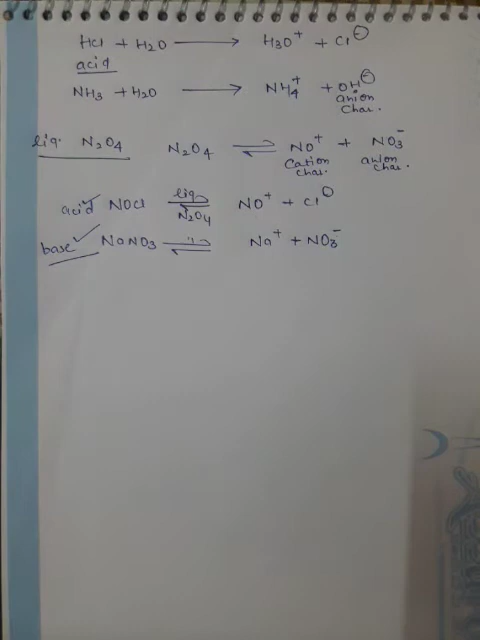 HCl + H2O ⟶ H3O⁺ + Cl⊖
acid
NH3 + H2O ⟶ NH4⁺ + OH⊖
anion
char.
liq. N2O4 N2O4 ⇌ NO⁺ + NO3⁻
Cation anion
char. char.
acid ✓ NOCl ⇌ liq. N2O4 NO⁺ + Cl⊖
base ✓ NaNO3 ⇌ '' Na⁺ + NO3⁻